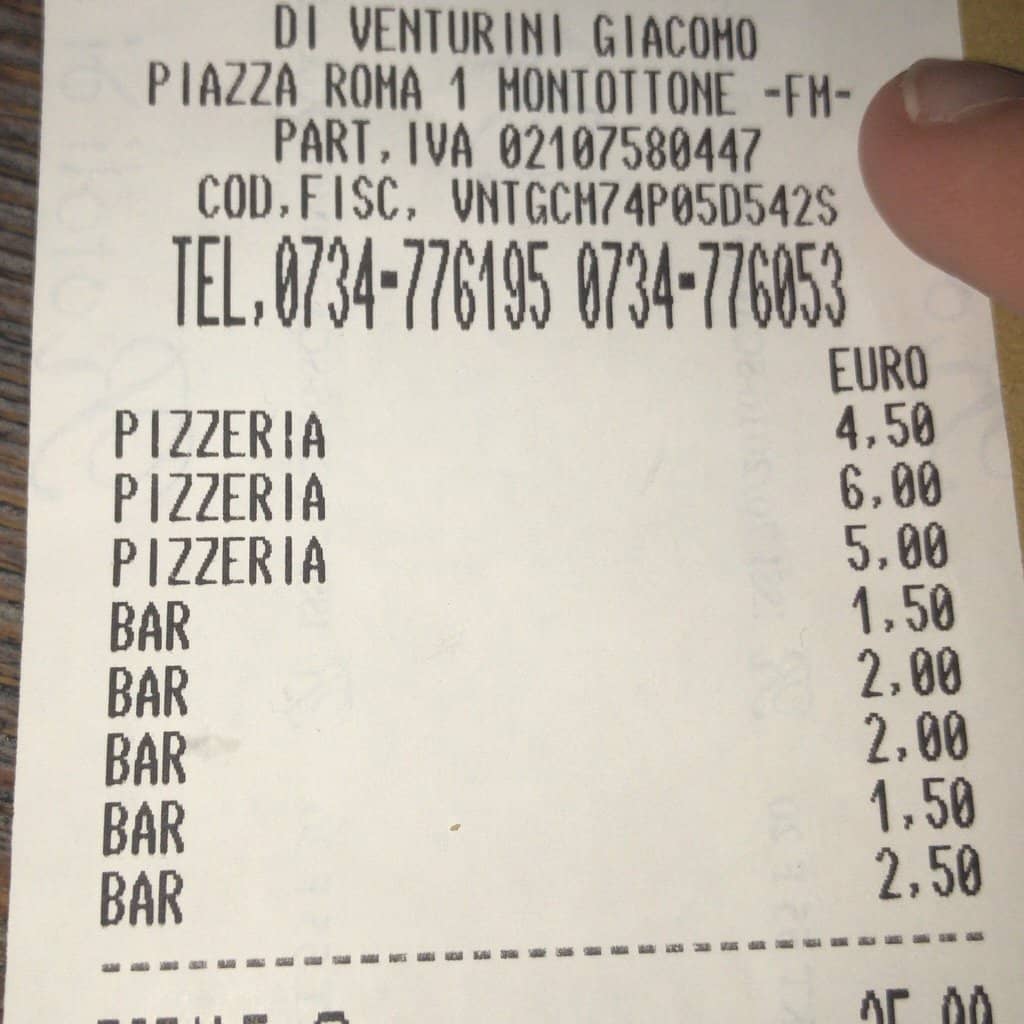 DI VENTURINI GIACOMO
PIAZZA ROMA 1 MONTOTTONE -FM-
PART.IVA 02107580447
COD.FISC. VNTGCM74P05D542S
TEL.0734-776195 0734-776053
EURO
PIZZERIA 4,50
PIZZERIA 6,00
PIZZERIA 5,00
BAR 1,50
BAR 2,00
BAR 2,00
BAR 1,50
BAR 2,50